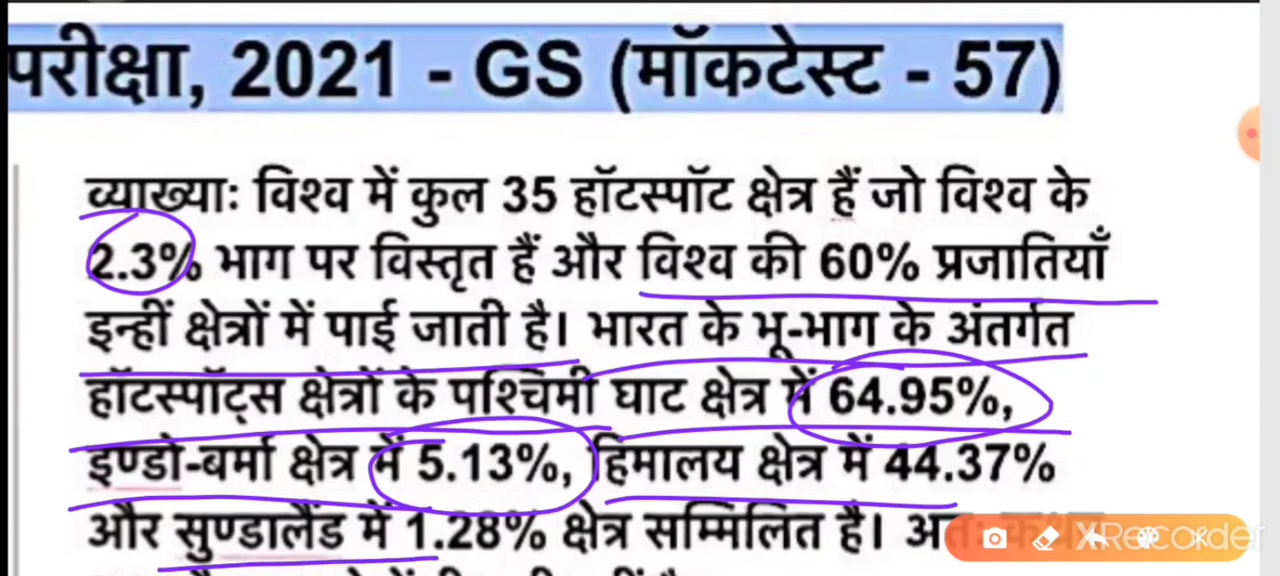 परीक्षा, 2021 - GS (मॉकटेस्ट - 57)
व्याख्याः विश्व में कुल 35 हॉटस्पॉट क्षेत्र हैं जो विश्व के
2.3% भाग पर विस्तृत हैं और विश्व की 60% प्रजातियाँ
इन्हीं क्षेत्रों में पाई जाती है। भारत के भू-भाग के अंतर्गत
हॉटस्पॉट्स क्षेत्रों के पश्चिमी घाट क्षेत्र में 64.95%,
इण्डो-बर्मा क्षेत्र में 5.13%, हिमालय क्षेत्र में 44.37%
और सुण्डालैंड में 1.28% क्षेत्र सम्मिलित है।
XRecorder